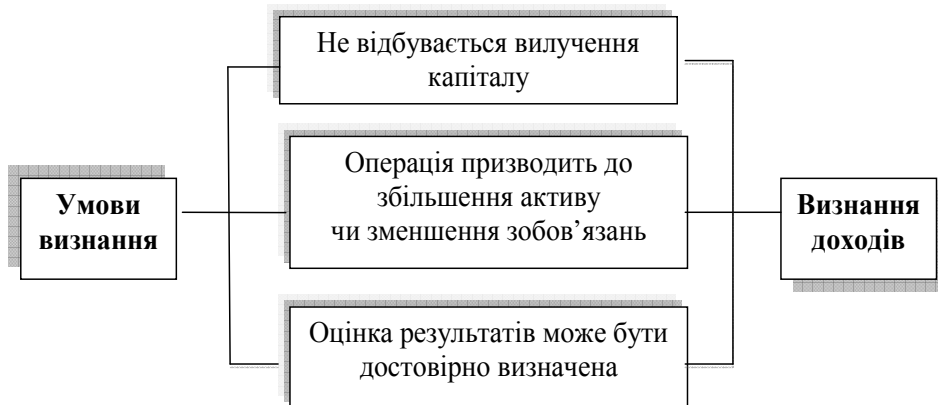 Не відбувається вилучення
капіталу
Умови
визнання
Операція призводить до
збільшення активу
чи зменшення зобов’язань
Визнання
доходів
Оцінка результатів може бути
достовірно визначена